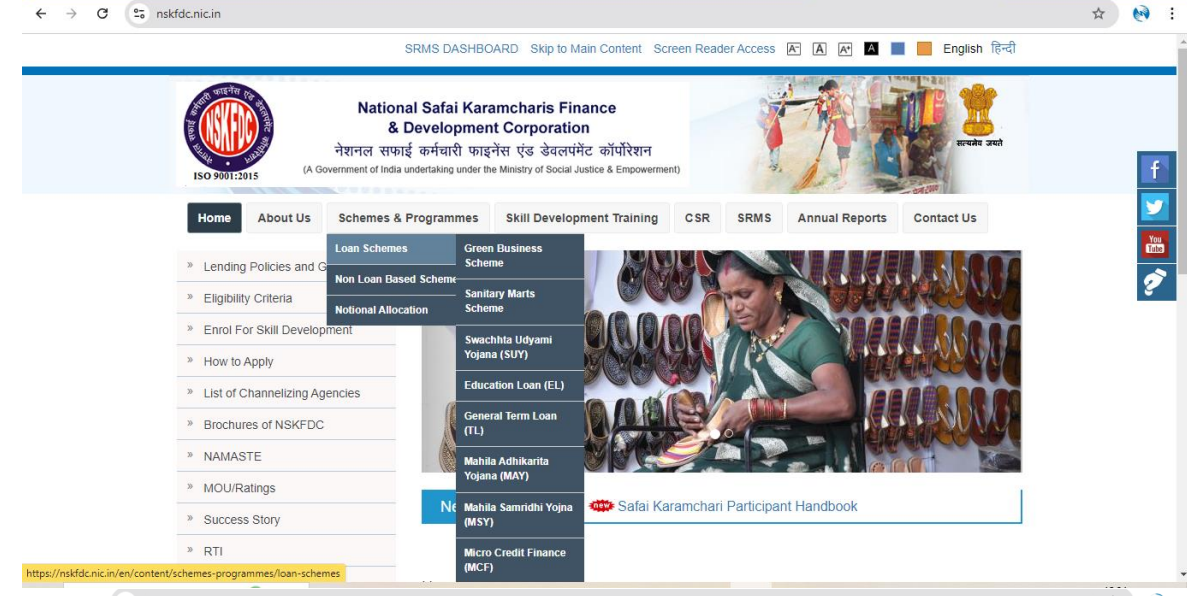 nskfdc.nic.in
SRMS DASHBOARD Skip to Main Content Screen Reader Access A- A A+ A English हिन्दी
NSKFDC
ISO 9001:2015
National Safai Karamcharis Finance
& Development Corporation
नेशनल सफाई कर्मचारी फाइनेंस एंड डेवलपमेंट कॉर्पोरेशन
(A Government of India undertaking under the Ministry of Social Justice & Empowerment)
सत्यमेव जयते
Home About Us Schemes & Programmes Skill Development Training CSR SRMS Annual Reports Contact Us
You
Tube
Loan Schemes
Non Loan Based Scheme
Notional Allocation
Green Business
Scheme
Sanitary Marts
Scheme
Swachhta Udyami
Yojana (SUY)
Education Loan (EL)
General Term Loan
(TL)
Mahila Adhikarita
Yojana (MAY)
Mahila Samridhi Yojna
(MSY)
Micro Credit Finance
(MCF)
» Lending Policies and G
» Eligibility Criteria
» Enrol For Skill Development
» How to Apply
» List of Channelizing Agencies
» Brochures of NSKFDC
» NAMASTE
» MOU/Ratings
» Success Story
» RTI
Ne
new Safai Karamchari Participant Handbook
https://nskfdc.nic.in/en/content/schemes-programmes/loan-schemes